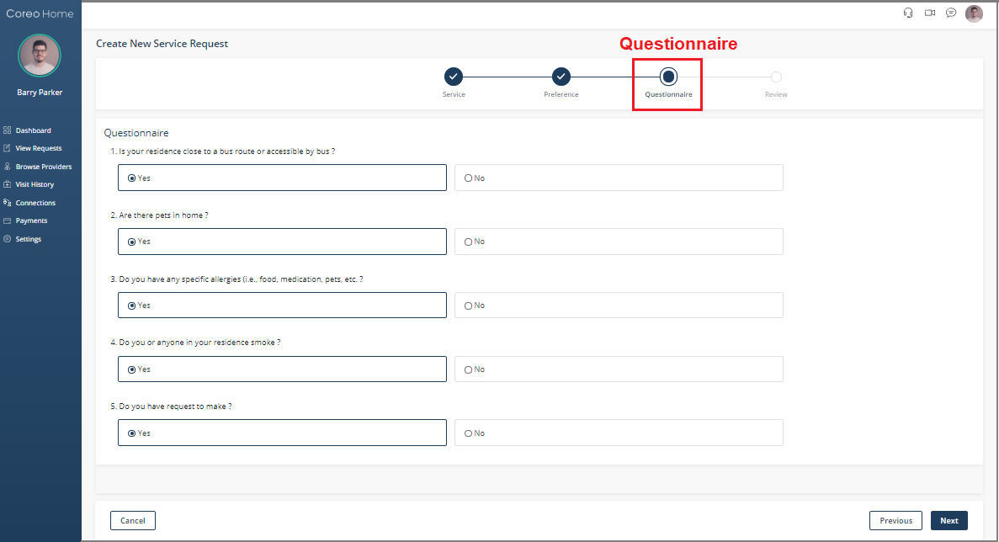 Coreo Home
Barry Parker
Dashboard
View Requests
Browse Providers
Visit History
Connections
Payments
Settings
Create New Service Request
Questionnaire
Service
Preference
Questionnaire
Review
Questionnaire
1. Is your residence close to a bus route or accessible by bus ?
Yes
No
2. Are there pets in home ?
Yes
No
3. Do you have any specific allergies (i.e., food, medication, pets, etc. ?
Yes
No
4. Do you or anyone in your residence smoke ?
Yes
No
5. Do you have request to make ?
Yes
No
Cancel
Previous
Next